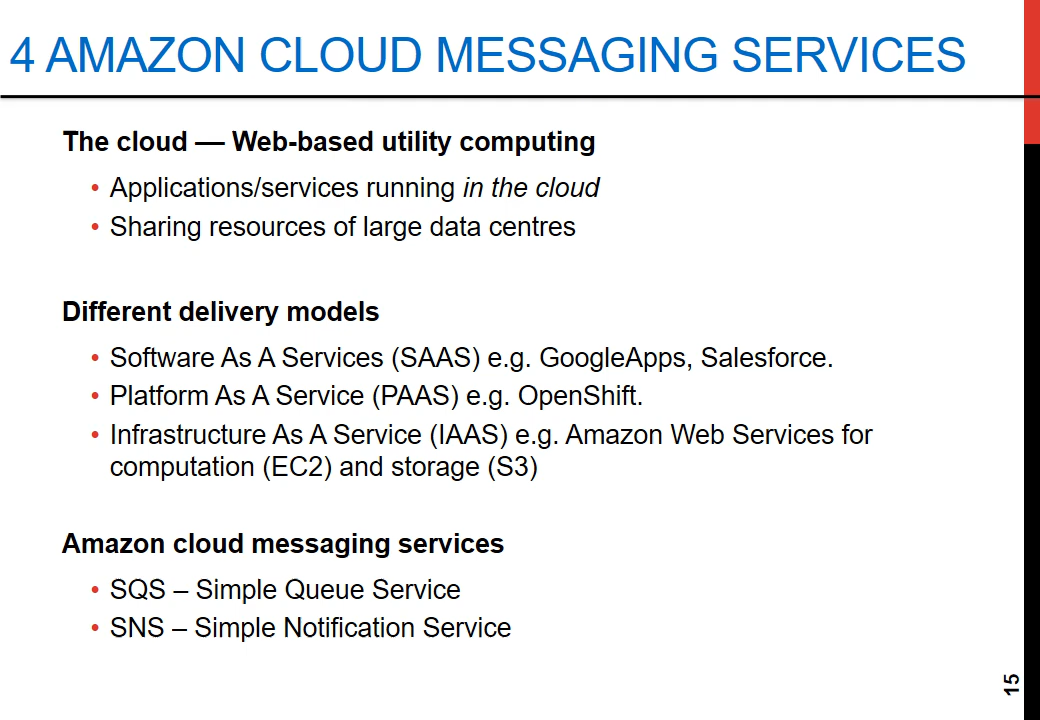 4 AMAZON CLOUD MESSAGING SERVICES
The cloud — Web-based utility computing
• Applications/services running in the cloud
• Sharing resources of large data centres
Different delivery models
• Software As A Services (SAAS) e.g. GoogleApps, Salesforce.
• Platform As A Service (PAAS) e.g. OpenShift.
• Infrastructure As A Service (IAAS) e.g. Amazon Web Services for
computation (EC2) and storage (S3)
Amazon cloud messaging services
• SQS – Simple Queue Service
• SNS – Simple Notification Service
15